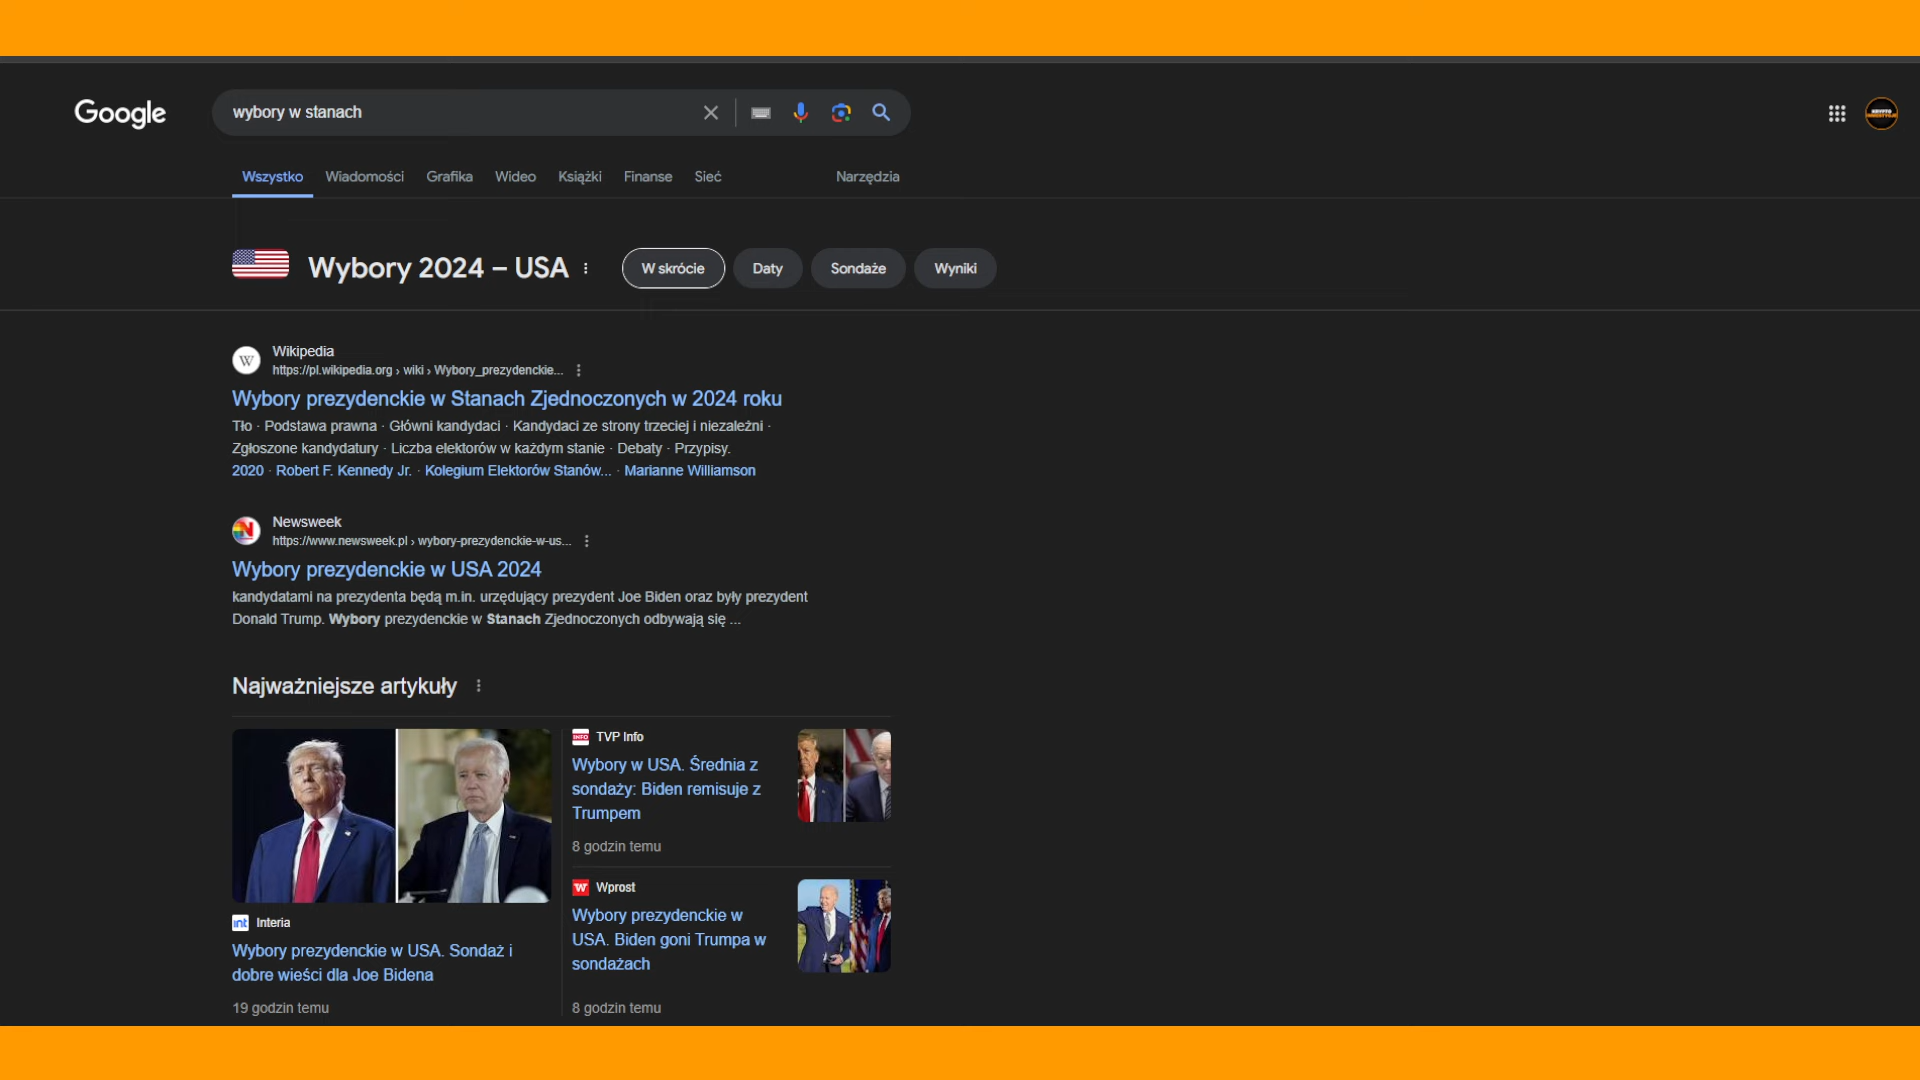 Google
wybory w stanach
Wszystko Wiadomości Grafika Wideo Książki Finanse Sieć Narzędzia
Wybory 2024 – USA
W skrócie Daty Sondaże Wyniki
Wikipedia
https://pl.wikipedia.org › wiki › Wybory_prezydenckie...
Wybory prezydenckie w Stanach Zjednoczonych w 2024 roku
Tło · Podstawa prawna · Główni kandydaci · Kandydaci ze strony trzeciej i niezależni ·
Zgłoszone kandydatury · Liczba elektorów w każdym stanie · Debaty · Przypisy.
2020 · Robert F. Kennedy Jr. · Kolegium Elektorów Stanów... · Marianne Williamson
Newsweek
https://www.newsweek.pl › wybory-prezydenckie-w-us...
Wybory prezydenckie w USA 2024
kandydatami na prezydenta będą m.in. urzędujący prezydent Joe Biden oraz były prezydent
Donald Trump. Wybory prezydenckie w Stanach Zjednoczonych odbywają się ...
Najważniejsze artykuły
int Interia
Wybory prezydenckie w USA. Sondaż i
dobre wieści dla Joe Bidena
19 godzin temu
INFO TVP Info
Wybory w USA. Średnia z
sondaży: Biden remisuje z
Trumpem
8 godzin temu
W Wprost
Wybory prezydenckie w
USA. Biden goni Trumpa w
sondażach
8 godzin temu